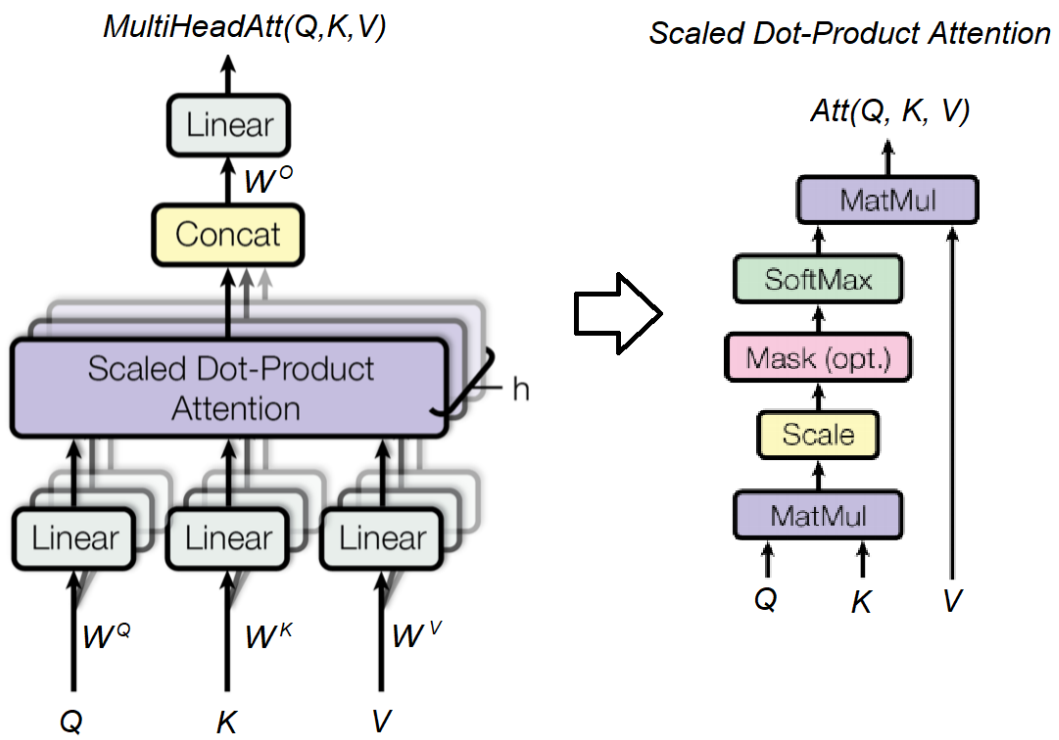 MultiHeadAtt(Q,K,V)
Linear
W^O
Concat
Scaled Dot-Product
Attention
h
Linear
Linear
Linear
W^Q
W^K
W^V
Q
K
V
Scaled Dot-Product Attention
Att(Q, K, V)
MatMul
SoftMax
Mask (opt.)
Scale
MatMul
Q
K
V